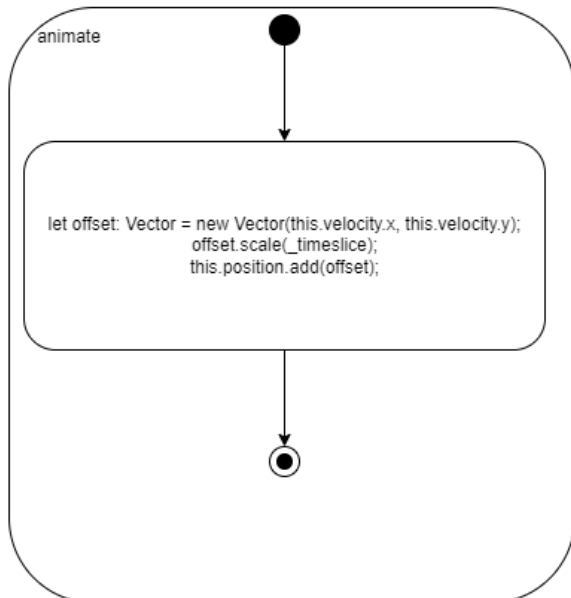 animate
let offset: Vector = new Vector(this.velocity.x, this.velocity.y);
offset.scale(_timeslice);
this.position.add(offset);